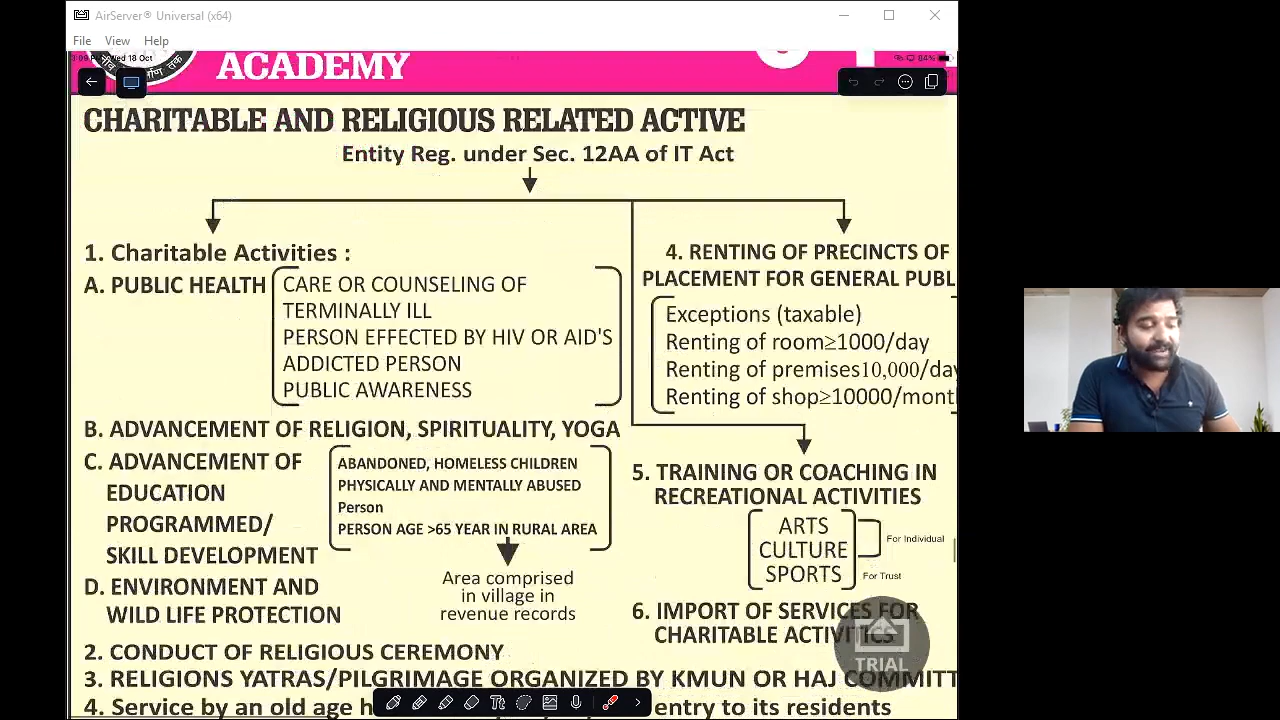 AirServer® Universal (x64)
File View Help
Wed 18 Oct
84%
ACADEMY
CHARITABLE AND RELIGIOUS RELATED ACTIVE
Entity Reg. under Sec. 12AA of IT Act
1. Charitable Activities :
A. PUBLIC HEALTH
CARE OR COUNSELING OF
TERMINALLY ILL
PERSON EFFECTED BY HIV OR AID'S
ADDICTED PERSON
PUBLIC AWARENESS
B. ADVANCEMENT OF RELIGION, SPIRITUALITY, YOGA
C. ADVANCEMENT OF
EDUCATION
PROGRAMMED/
SKILL DEVELOPMENT
ABANDONED, HOMELESS CHILDREN
PHYSICALLY AND MENTALLY ABUSED
Person
PERSON AGE >65 YEAR IN RURAL AREA
Area comprised
in village in
revenue records
D. ENVIRONMENT AND
WILD LIFE PROTECTION
2. CONDUCT OF RELIGIOUS CEREMONY
3. RELIGIONS YATRAS/PILGRIMAGE ORGANIZED BY KMUN OR HAJ COMMITT
4. Service by an old age h entry to its residents
4. RENTING OF PRECINCTS OF
PLACEMENT FOR GENERAL PUBL
Exceptions (taxable)
Renting of room≥1000/day
Renting of premises10,000/day
Renting of shop≥10000/mont
5. TRAINING OR COACHING IN
RECREATIONAL ACTIVITIES
ARTS
CULTURE
SPORTS
For Individual
For Trust
6. IMPORT OF SERVICES FOR
CHARITABLE ACTIVITICS
TRIAL